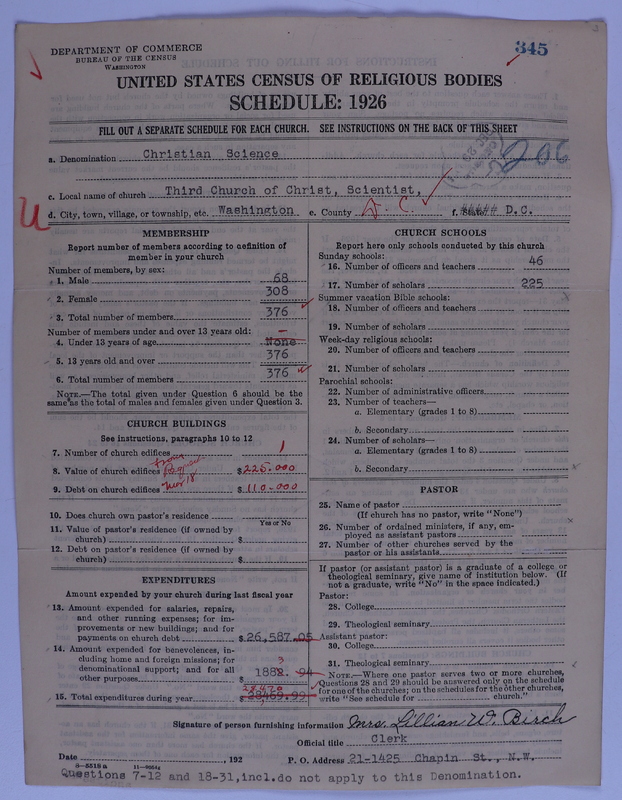 DEPARTMENT OF COMMERCE
BUREAU OF THE CENSUS
WASHINGTON
345
UNITED STATES CENSUS OF RELIGIOUS BODIES
SCHEDULE: 1926
FILL OUT A SEPARATE SCHEDULE FOR EACH CHURCH. SEE INSTRUCTIONS ON THE BACK OF THIS SHEET
a. Denomination Christian Science
206
c. Local name of church Third Church of Christ, Scientist,
d. City, town, village, or township, etc. Washington e. County D. C. f. State D.C.
MEMBERSHIP
Report number of members according to definition of
member in your church
Number of members, by sex:
1. Male 68
2. Female 308
3. Total number of members 376
Number of members under and over 13 years old:
4. Under 13 years of age None
5. 13 years old and over 376
6. Total number of members 376
NOTE.—The total given under Question 6 should be the
same as the total of males and females given under Question 3.
CHURCH BUILDINGS
See instructions, paragraphs 10 to 12
7. Number of church edifices 1
8. Value of church edifices $225.000
9. Debt on church edifices $110.000
10. Does church own pastor's residence
Yes or No
11. Value of pastor's residence (if owned by
church) $
12. Debt on pastor's residence (if owned by
church) $
EXPENDITURES
Amount expended by your church during last fiscal year
13. Amount expended for salaries, repairs,
and other running expenses; for im-
provements or new buildings; and for
payments on church debt $26,587.05
14. Amount expended for benevolences, in-
cluding home and foreign missions; for
denominational support; and for all
other purposes $ 1882. 94
3
28470
15. Total expenditures during year $28469.99
CHURCH SCHOOLS
Report here only schools conducted by this church
Sunday schools:
16. Number of officers and teachers 46
17. Number of scholars 225
Summer vacation Bible schools:
18. Number of officers and teachers
19. Number of scholars
Week-day religious schools:
20. Number of officers and teachers
21. Number of scholars
Parochial schools:
22. Number of administrative officers
23. Number of teachers—
a. Elementary (grades 1 to 8)
b. Secondary
24. Number of scholars—
a. Elementary (grades 1 to 8)
b. Secondary
PASTOR
25. Name of pastor
(If church has no pastor, write "None")
26. Number of ordained ministers, if any, em-
ployed as assistant pastors
27. Number of other churches served by the
pastor or his assistants
If pastor (or assistant pastor) is a graduate of a college or
theological seminary, give name of institution below. (If
not a graduate, write "No" in the space indicated.)
Pastor:
28. College
29. Theological seminary
Assistant pastor:
30. College
31. Theological seminary
NOTE.—Where one pastor serves two or more churches,
Questions 28 and 29 should be answered only on the schedule
for one of the churches; on the schedules for the other churches,
write "See schedule for church."
Signature of person furnishing information Mrs. Lillian W. Birch
Official title Clerk
Date , 192 P. O. Address 21-1425 Chapin St., N.W.
8-5518a 11-9054
Questions 7-12 and 18-31,incl.do not apply to this Denomination.